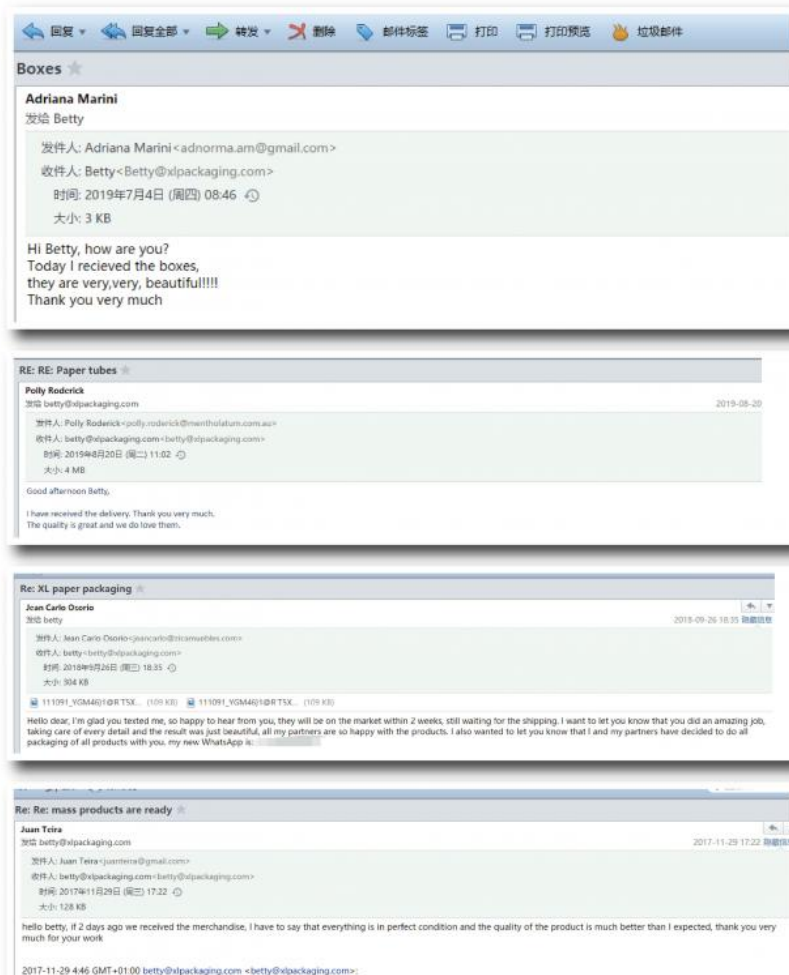 回复 回复全部 转发 删除 邮件标签 打印 打印预览 垃圾邮件
Boxes
Adriana Marini
发给 Betty
发件人: Adriana Marini<adnorma.am@gmail.com>
收件人: Betty<Betty@xlpackaging.com>
时间: 2019年7月4日 (周四) 08:46
大小: 3 KB
Hi Betty, how are you?
Today I recieved the boxes,
they are very,very, beautiful!!!!
Thank you very much
RE: RE: Paper tubes
Polly Roderick
发给 betty@xlpackaging.com 2019-08-20
发件人: Polly Roderick<polly.roderick@mentholatum.com.au>
收件人: betty@xlpackaging.com<betty@xlpackaging.com>
时间: 2019年8月20日 (周二) 11:02
大小: 4 MB
Good afternoon Betty,
I have received the delivery. Thank you very much.
The quality is great and we do love them.
Re: XL paper packaging
Jean Carlo Osorio
发给 betty 2018-09-26 18:35 隐藏信息
发件人: Jean Carlo Osorio
收件人: betty<betty@xlpackaging.com>
时间: 2018年9月26日 (周三) 18:35
大小: 304 KB
(109 KB) (109 KB)
Hello dear, I'm glad you texted me, so happy to hear from you, they will be on the market within 2 weeks, still waiting for the shipping. I want to let you know that you did an amazing job,
taking care of every detail and the result was just beautiful, all my partners are so happy with the products. I also wanted to let you know that I and my partners have decided to do all
packaging of all products with you. my new WhatsApp is:
Re: Re: mass products are ready
Juan Teira
发给 betty@xlpackaging.com 2017-11-29 17:22
发件人: Juan Teira
收件人: betty@xlpackaging.com<betty@xlpackaging.com>
时间: 2017年11月29日 (周三) 17:22
大小: 128 KB
hello betty, if 2 days ago we received the merchandise, I have to say that everything is in perfect condition and the quality of the product is much better than I expected, thank you very
much for your work
2017-11-29 4:46 GMT+01:00 betty@xlpackaging.com <betty@xlpackaging.com>: